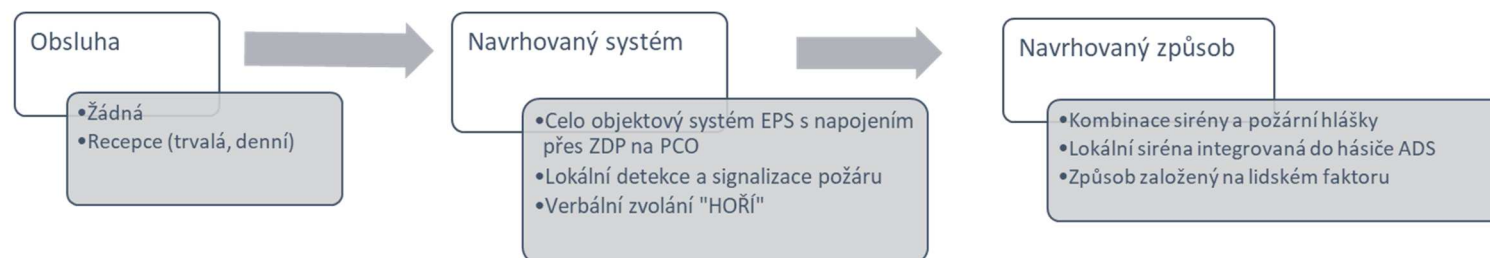 Obsluha
•Žádná
•Recepce (trvalá, denní)
Navrhovaný systém
•Celo objektový systém EPS s napojením
přes ZDP na PCO
•Lokální detekce a signalizace požáru
•Verbální zvolání "HOŘÍ"
Navrhovaný způsob
•Kombinace sirény a požární hlášky
•Lokální siréna integrovaná do hásiče ADS
•Způsob založený na lidském faktoru